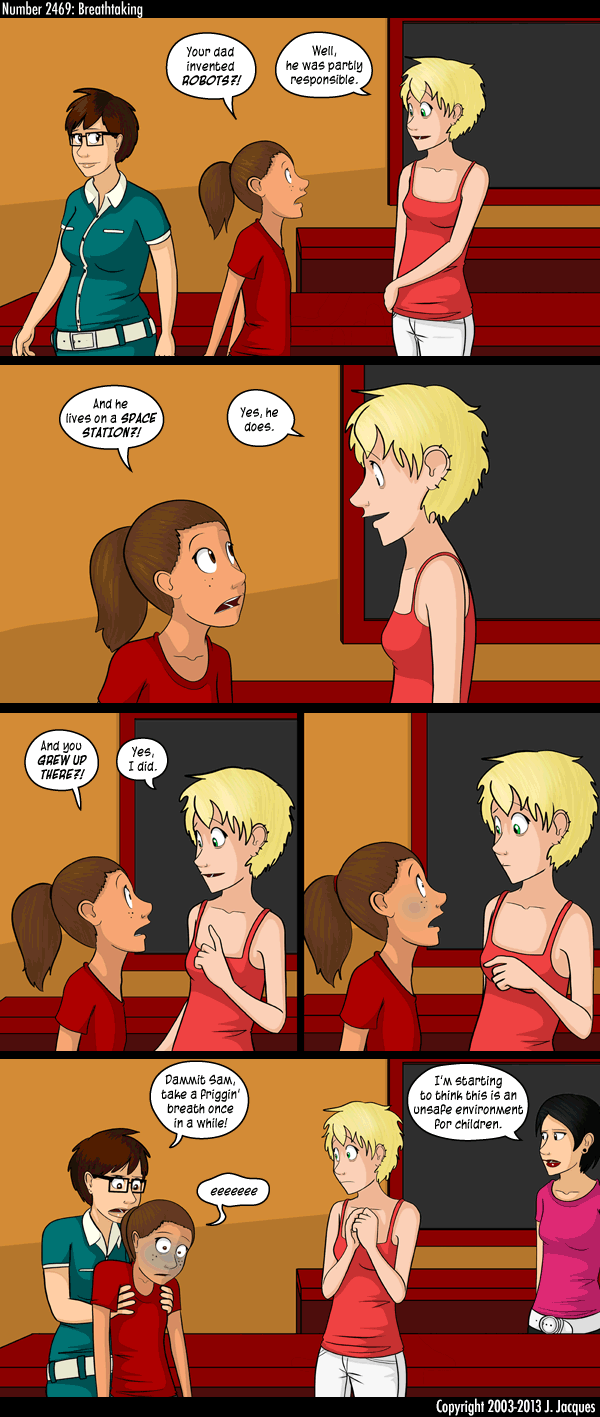 Number 2469: Breathtaking
Your dad
invented
ROBOTS?!
Well,
he was partly
responsible.
And he
lives on a SPACE
STATION?!
Yes, he
does.
And you
GREW UP
THERE?!
Yes,
I did.
Dammit Sam,
take a friggin'
breath once
in a while!
eeeeeee
I'm starting
to think this is an
unsafe environment
for children.
Copyright 2003-2013 J. Jacques